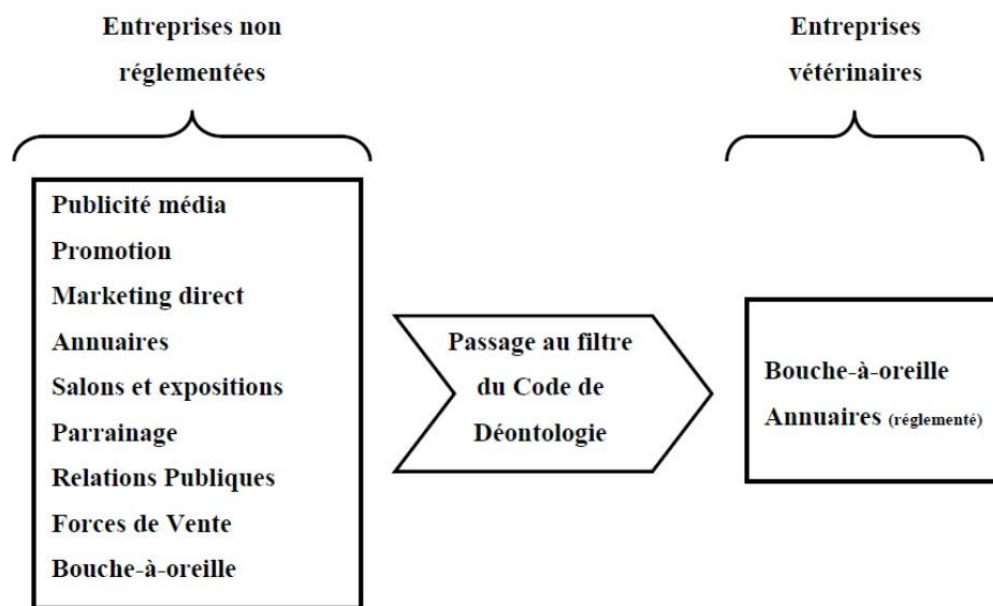 Entreprises non
réglementées
Entreprises
vétérinaires
Publicité média
Promotion
Marketing direct
Annuaires
Salons et expositions
Parrainage
Relations Publiques
Forces de Vente
Bouche-à-oreille
Passage au filtre
du Code de
Déontologie
Bouche-à-oreille
Annuaires (réglementé)